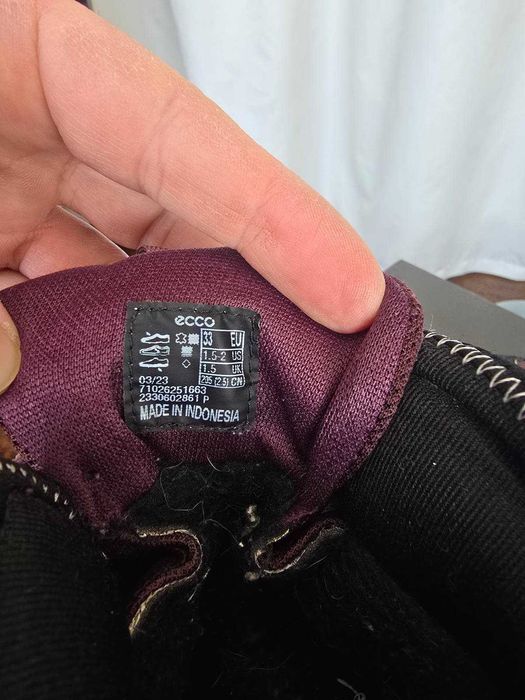 ecco
33 EU
1.5-2 US
1.5 UK
205 (2.5) CN
03/23
71026251663
2330602861 P
MADE IN INDONESIA